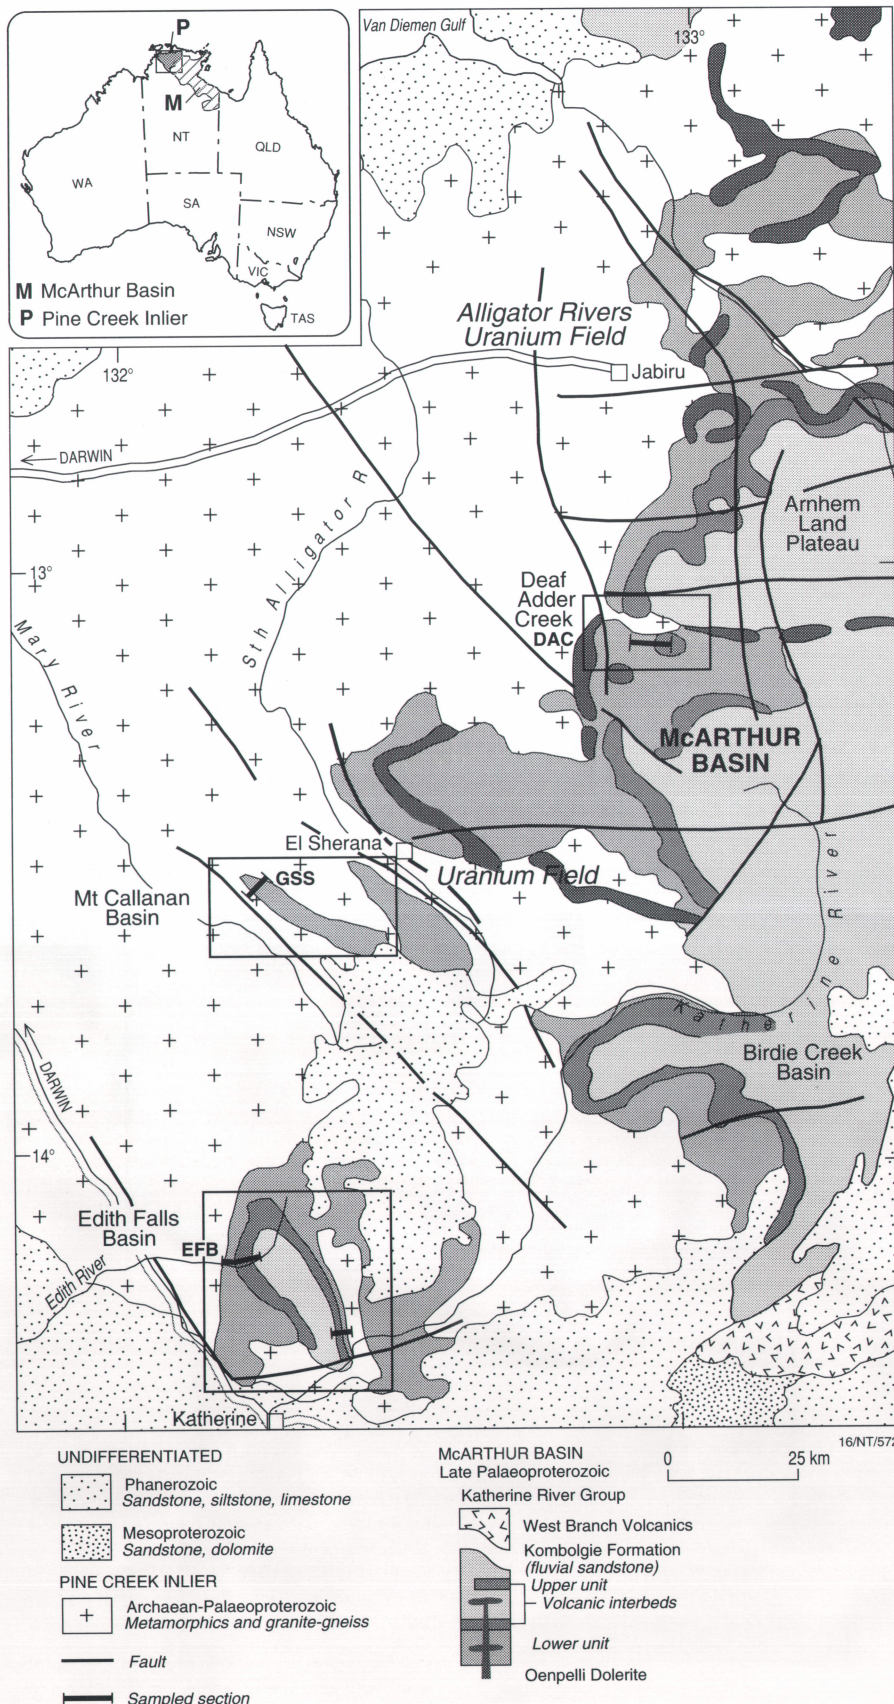 Van Diemen Gulf
133°
P
M
NT
QLD
WA
SA
NSW
VIC
TAS
M McArthur Basin
P Pine Creek Inlier
Alligator Rivers
Uranium Field
132°
Jabiru
DARWIN
Sth Alligator R
Arnhem
Land
Plateau
13°
Deaf
Adder
Creek
DAC
Mary River
McARTHUR
BASIN
El Sherana
GSS
Uranium Field
Mt Callanan
Basin
Katherine River
Birdie Creek
Basin
DARWIN
14°
Edith Falls
Basin
EFB
Edith River
Katherine
16/NT/572
UNDIFFERENTIATED
Phanerozoic
Sandstone, siltstone, limestone
Mesoproterozoic
Sandstone, dolomite
PINE CREEK INLIER
Archaean-Palaeoproterozoic
Metamorphics and granite-gneiss
Fault
Sampled section
McARTHUR BASIN
Late Palaeoproterozoic
0 25 km
Katherine River Group
West Branch Volcanics
Kombolgie Formation
(fluvial sandstone)
Upper unit
Volcanic interbeds
Lower unit
Oenpelli Dolerite